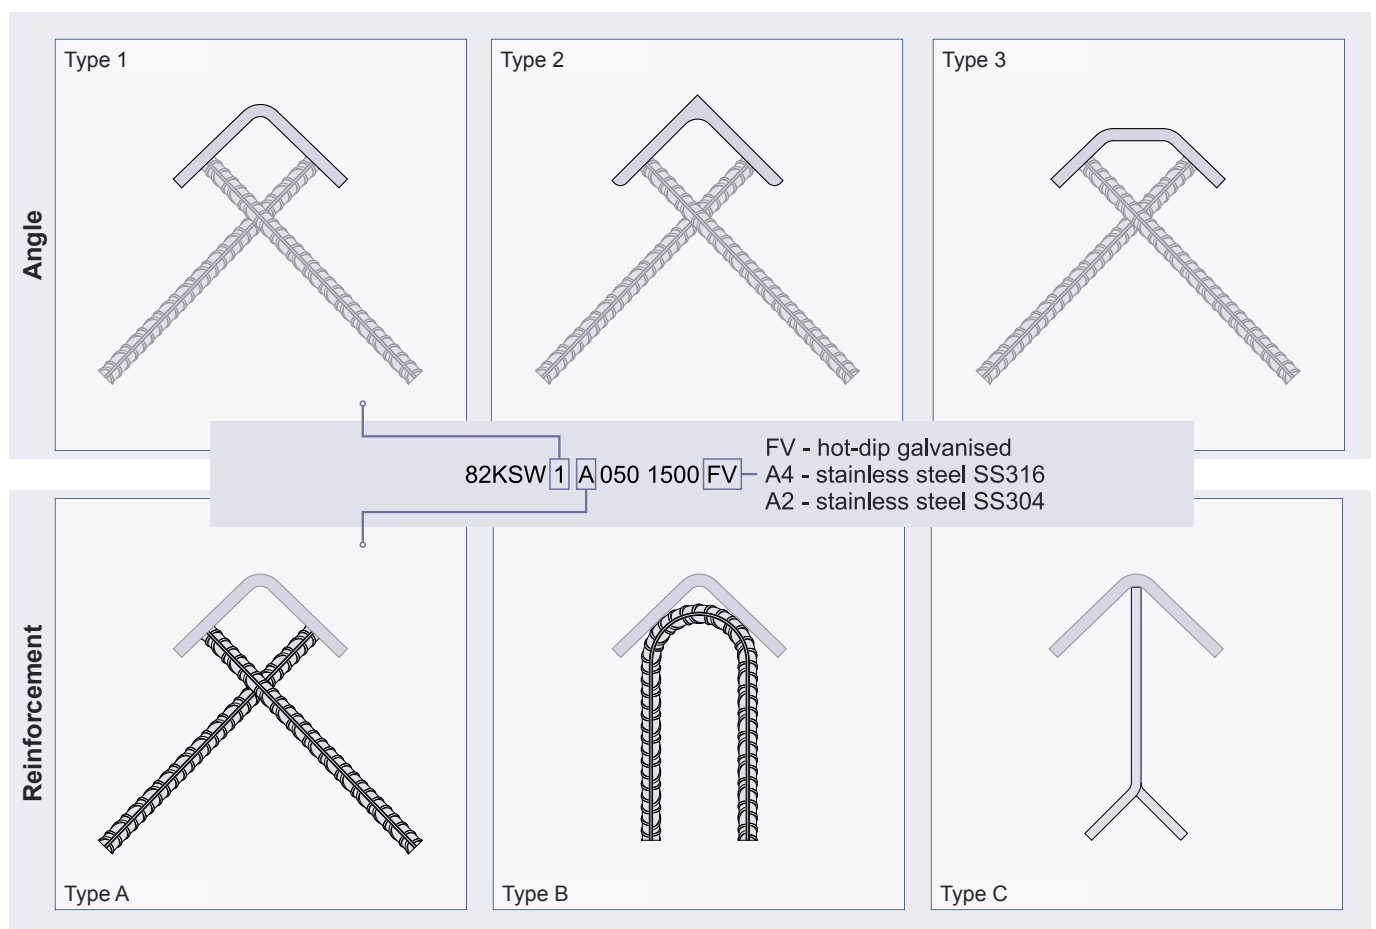 Type 1
Type 2
Type 3
Angle
82KSW 1 A 050 1500 FV
FV - hot-dip galvanised
A4 - stainless steel SS316
A2 - stainless steel SS304
Reinforcement
Type A
Type B
Type C